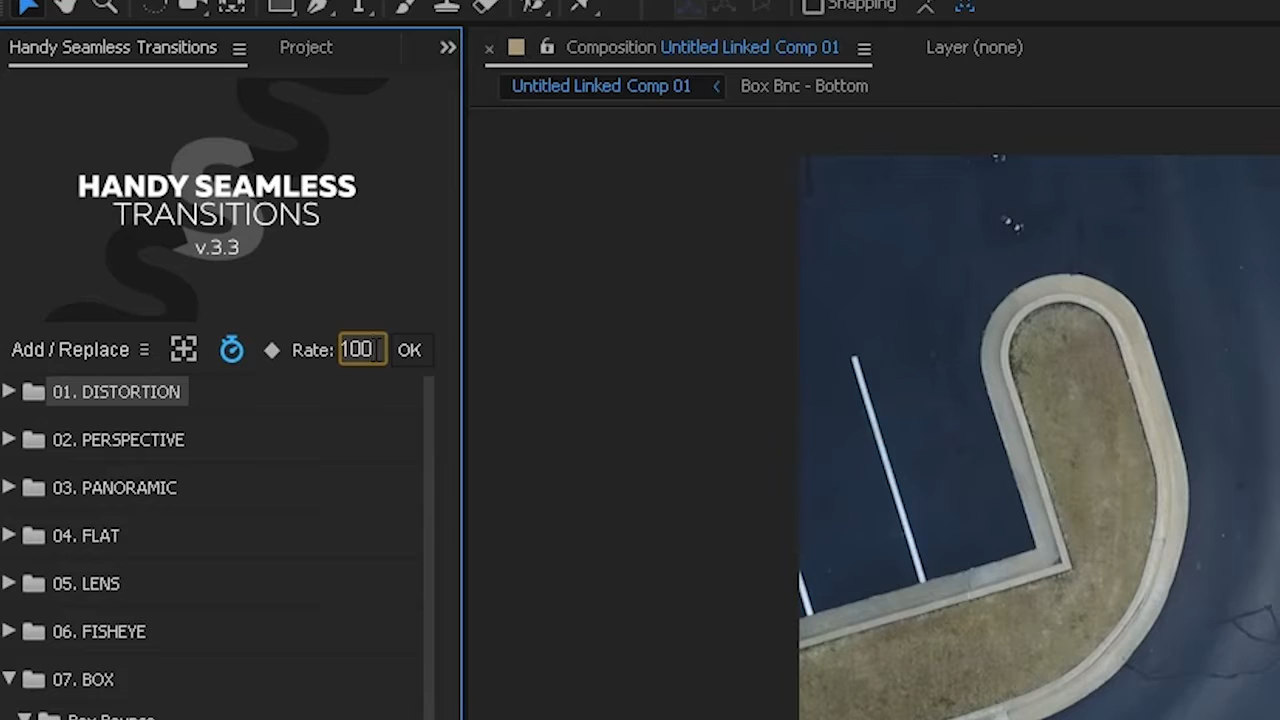 Snapping
Handy Seamless Transitions
Project
Composition Untitled Linked Comp 01
Layer (none)
Untitled Linked Comp 01
Box Bnc - Bottom
HANDY SEAMLESS
TRANSITIONS
v.3.3
Add / Replace
Rate: 100 OK
01. DISTORTION
02. PERSPECTIVE
03. PANORAMIC
04. FLAT
05. LENS
06. FISHEYE
07. BOX
Box Bounce